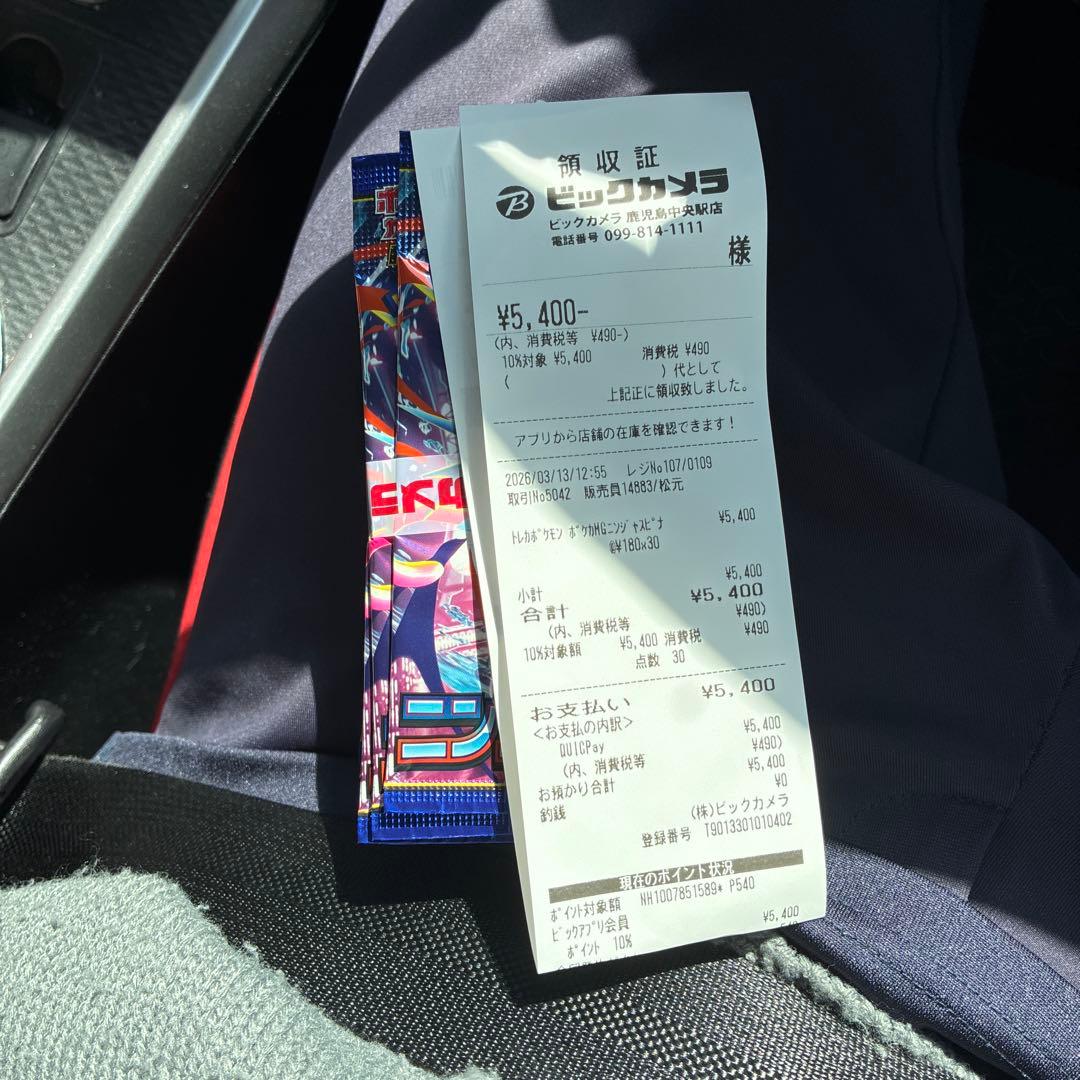 領収証
ビックカメラ
ビックカメラ 鹿児島中央駅店
電話番号 099-814-1111
様
¥5,400-
(内、消費税等 ¥490-)
10%対象 ¥5,400 消費税 ¥490
( )代として
上記正に領収致しました。
アプリから店舗の在庫を確認できます!
2026/03/13/12:55 レジNo107/0109
取引No5042 販売員14883/松元
¥5,400
トレカポケモン ポケカMGニンジャスピナ
@¥180x30
¥5,400
小計 ¥5,400
合計 ¥490)
(内、消費税等 ¥490
10%対象額 ¥5,400 消費税
点数 30
お支払い ¥5,400
<お支払の内訳>
QUICPay ¥5,400
(内、消費税等 ¥490)
お預かり合計 ¥5,400
釣銭 ¥0
(株)ビックカメラ
登録番号 T9013301010402
現在のポイント状況
ポイント対象額 NH1007851589* P540
ビックアプリ会員 ¥5,400
ポイント 10%
カメラ